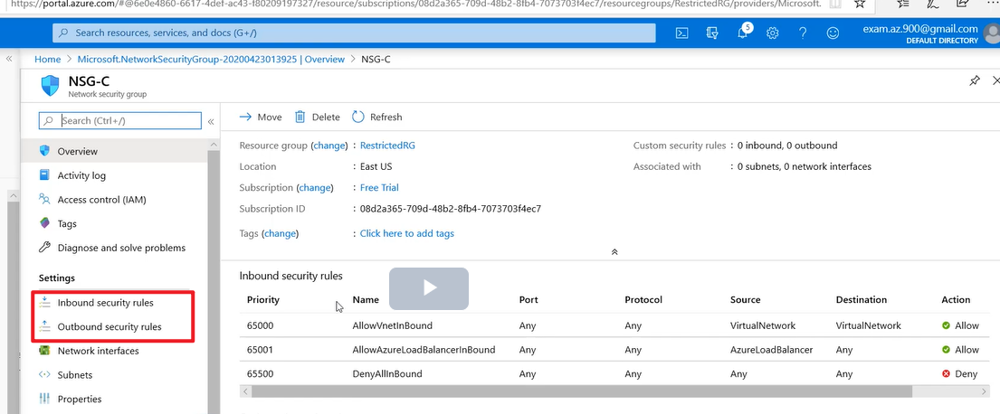 https://portal.azure.com/#@6e0e4860-6617-4def-ac43-f80209197327/resource/subscriptions/08d2a365-709d-48b2-8fb4-7073703f4ec7/resourcegroups/RestrictedRG/providers/Microsoft.
Search resources, services, and docs (G+/)
5
exam.az.900@gmail.com
DEFAULT DIRECTORY
Home > Microsoft.NetworkSecurityGroup-20200423013925 | Overview > NSG-C
NSG-C
Network security group
Search (Ctrl+/)
Overview
Activity log
Access control (IAM)
Tags
Diagnose and solve problems
Settings
Inbound security rules
Outbound security rules
Network interfaces
Subnets
Properties
Move Delete Refresh
Resource group (change) : RestrictedRG
Location : East US
Subscription (change) : Free Trial
Subscription ID : 08d2a365-709d-48b2-8fb4-7073703f4ec7
Tags (change) : Click here to add tags
Custom security rules : 0 inbound, 0 outbound
Associated with : 0 subnets, 0 network interfaces
Inbound security rules
Priority Name Port Protocol Source Destination Action
65000 AllowVnetInBound Any Any VirtualNetwork VirtualNetwork Allow
65001 AllowAzureLoadBalancerInBound Any Any AzureLoadBalancer Any Allow
65500 DenyAllInBound Any Any Any Any Deny